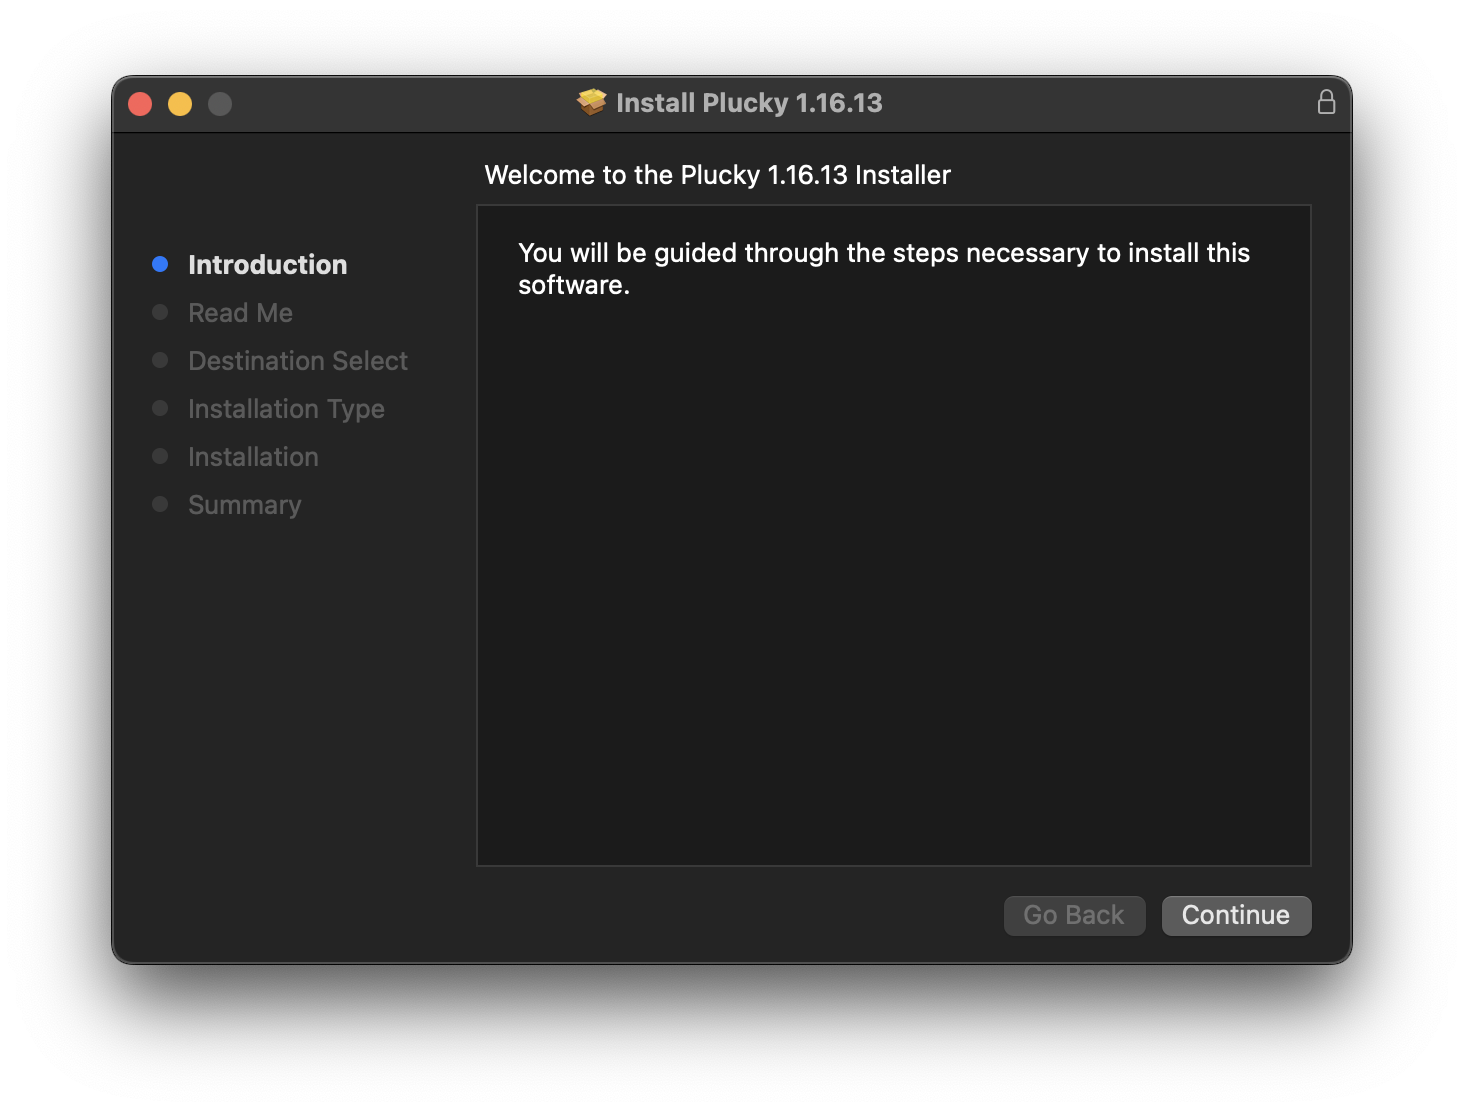 Install Plucky 1.16.13
Welcome to the Plucky 1.16.13 Installer
Introduction
Read Me
Destination Select
Installation Type
Installation
Summary
You will be guided through the steps necessary to install this
software.
Go Back
Continue